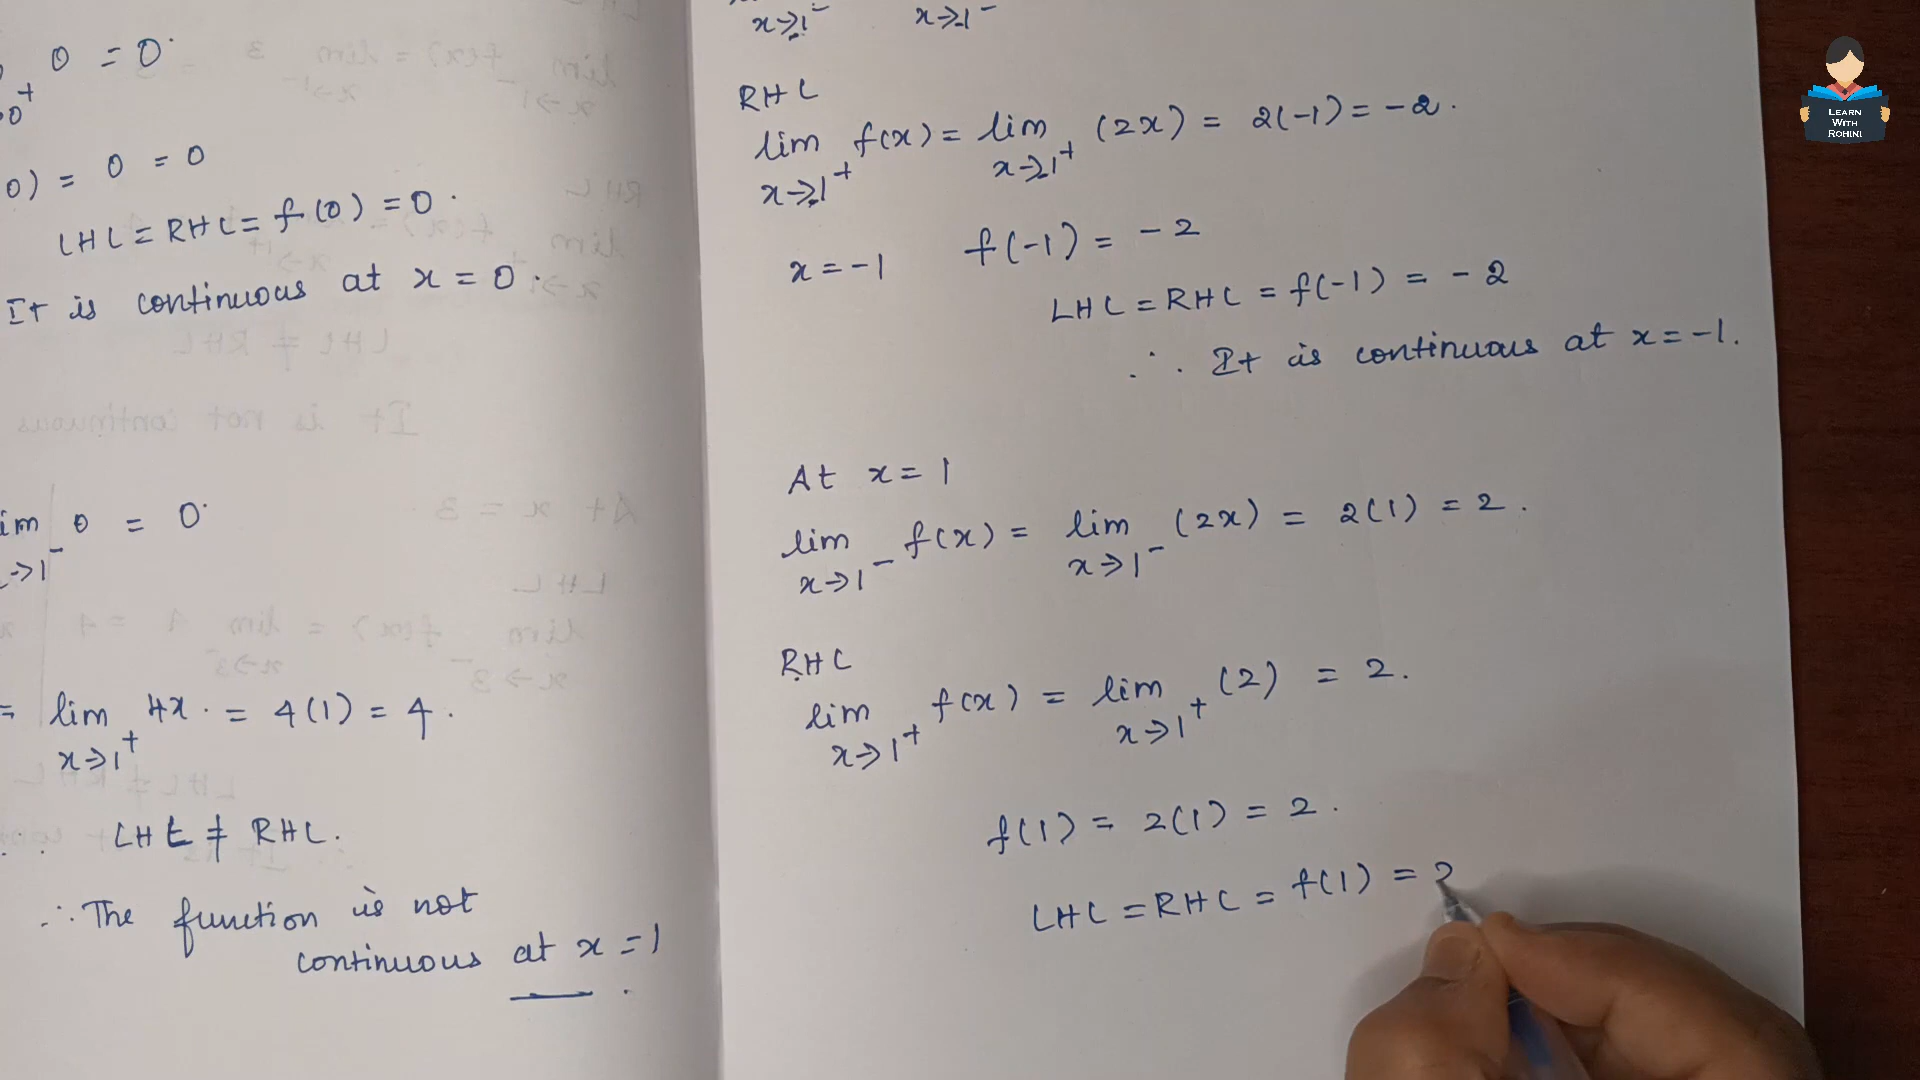 0 = 0.
0+
0) = 0 = 0
LHL = RHL = f(0) = 0.
It is continuous at x = 0.
lim 0 = 0.
x→1-
= lim 4x. = 4(1) = 4.
x→1+
LHL ≠ RHL.
∴ The function is not
continuous at x = 1.
x→-1- x→-1-
RHL
lim f(x) = lim (2x) = 2(-1) = -2.
x→-1+ x→-1+
x = -1 f(-1) = -2
LHL = RHL = f(-1) = -2
∴ It is continuous at x = -1.
At x = 1
lim f(x) = lim (2x) = 2(1) = 2.
x→1- x→1-
RHL
lim f(x) = lim (2) = 2.
x→1+ x→1+
f(1) = 2(1) = 2.
LHL = RHL = f(1) = 2
LEARN
WITH
ROHINI